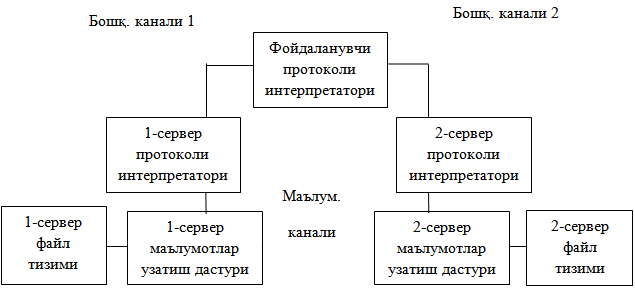 Бошқ. канали 1
Бошқ. канали 2
Фойдаланувчи
протоколи
интерпретатори
1-сервер
протоколи
интерпретатори
2-сервер
протоколи
интерпретатори
Маълум.
канали
1-сервер
файл
тизими
1-сервер
маълумотлар
узатиш дастури
2-сервер
маълумотлар
узатиш дастури
2-сервер
файл
тизими